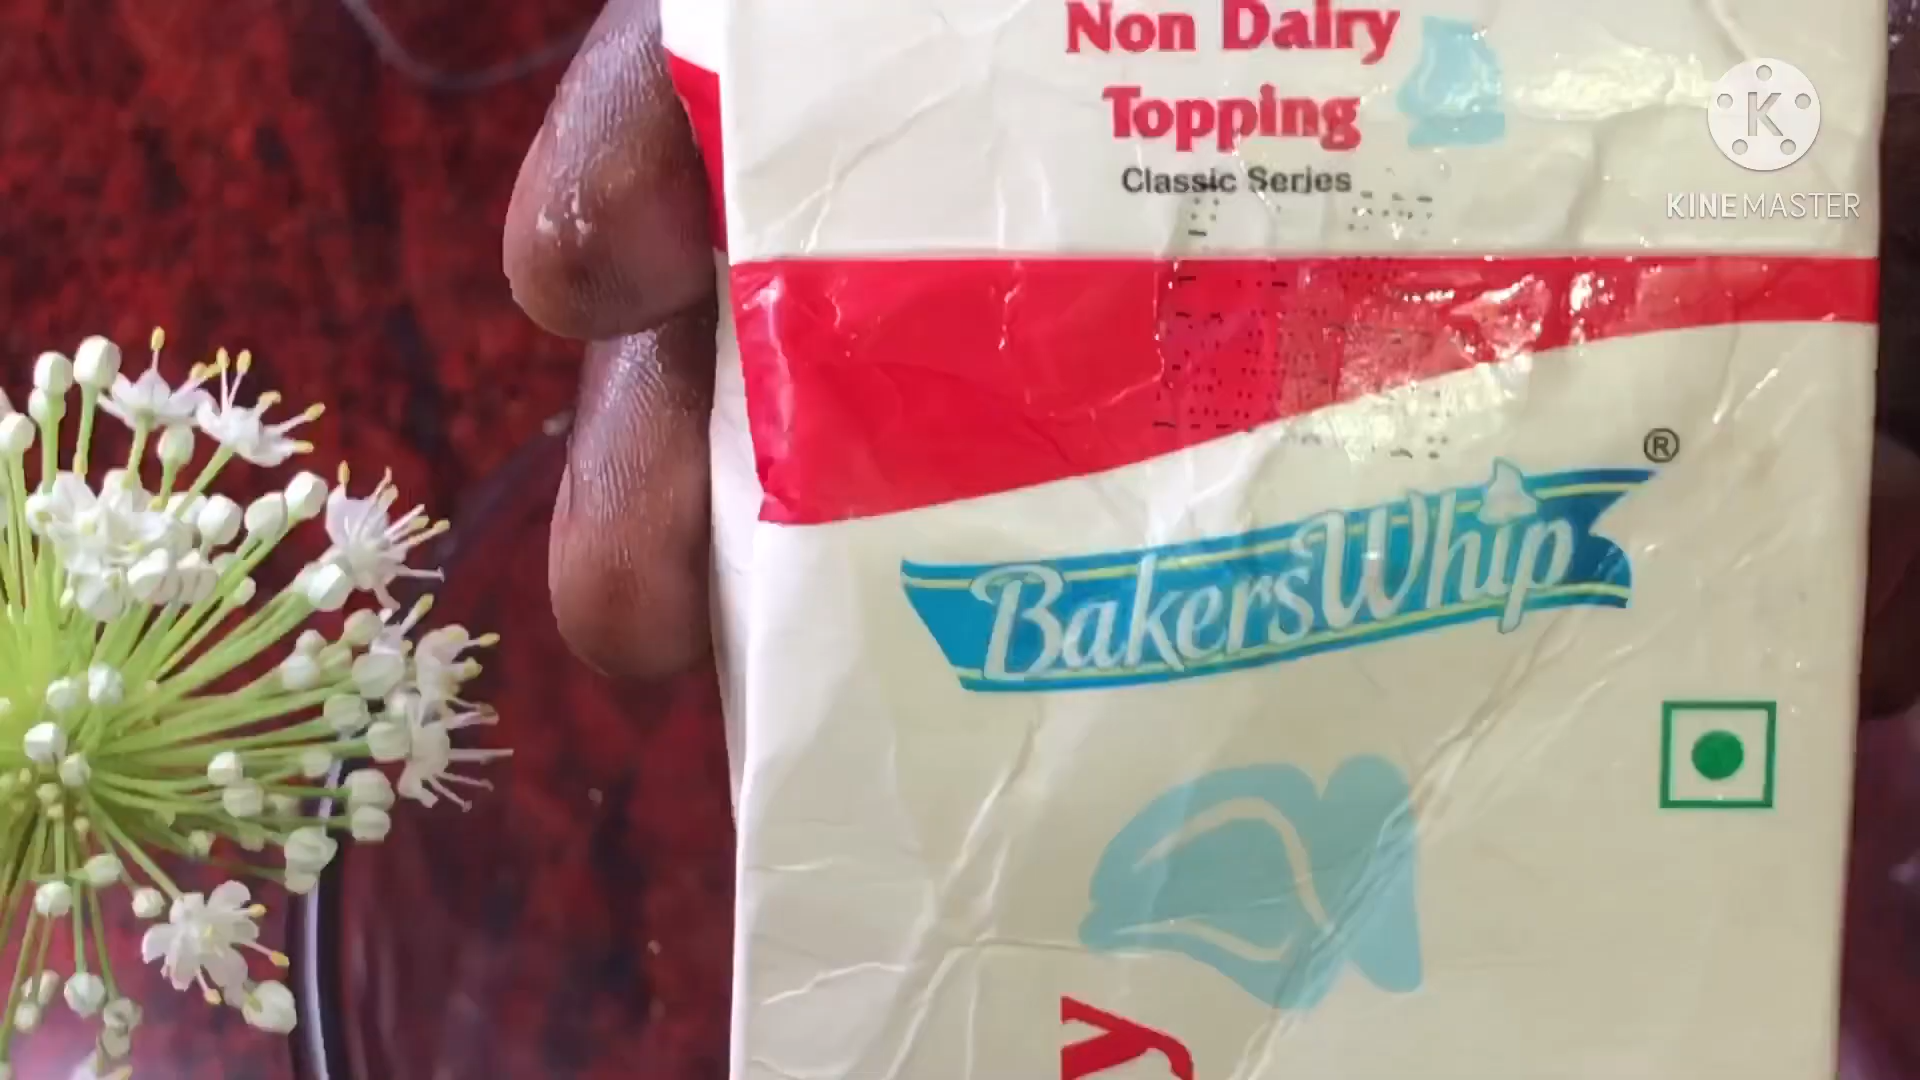 Non Dairy
Topping
Classic Series
K
KINEMASTER
®
BakersWhip
y